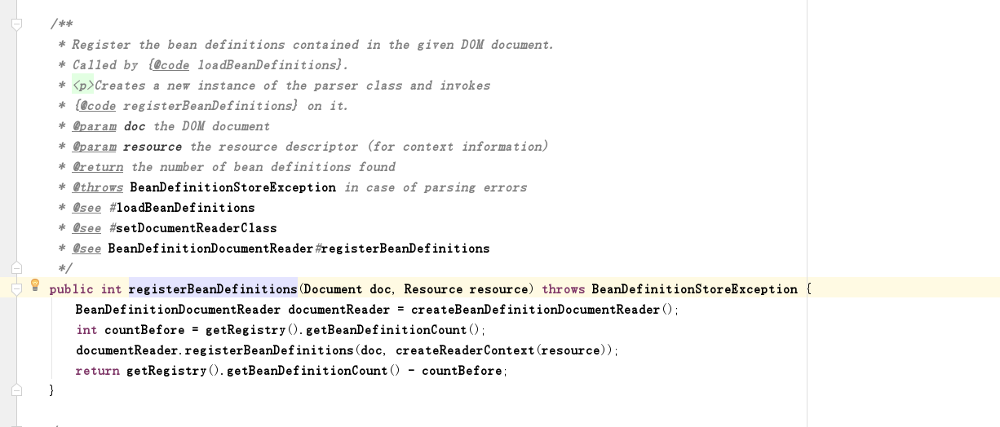 /**
* Register the bean definitions contained in the given DOM document.
* Called by {@code loadBeanDefinitions}.
* <p>Creates a new instance of the parser class and invokes
* {@code registerBeanDefinitions} on it.
* @param doc the DOM document
* @param resource the resource descriptor (for context information)
* @return the number of bean definitions found
* @throws BeanDefinitionStoreException in case of parsing errors
* @see #loadBeanDefinitions
* @see #setDocumentReaderClass
* @see BeanDefinitionDocumentReader#registerBeanDefinitions
*/
public int registerBeanDefinitions(Document doc, Resource resource) throws BeanDefinitionStoreException {
BeanDefinitionDocumentReader documentReader = createBeanDefinitionDocumentReader();
int countBefore = getRegistry().getBeanDefinitionCount();
documentReader.registerBeanDefinitions(doc, createReaderContext(resource));
return getRegistry().getBeanDefinitionCount() - countBefore;
}